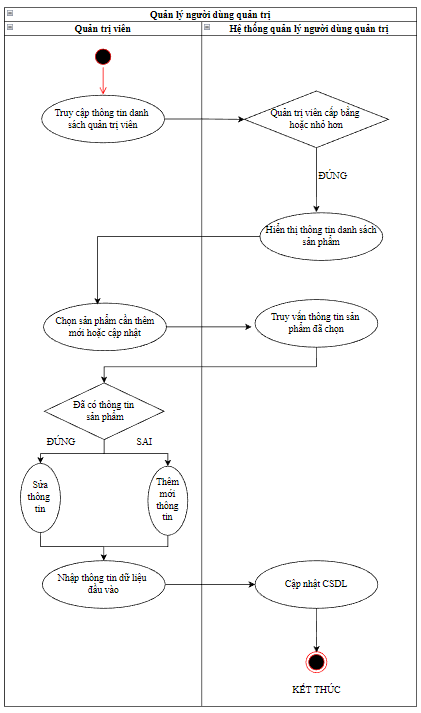 Quản lý người dùng quản trị
Quản trị viên
Hệ thống quản lý người dùng quản trị
Truy cập thông tin danh
sách quản trị viên
Quản trị viên cấp bằng
hoặc nhỏ hơn
ĐÚNG
Hiển thị thông tin danh sách
sản phẩm
Chọn sản phẩm cần thêm
mới hoặc cập nhật
Truy vấn thông tin sản
phẩm đã chọn
Đã có thông tin
sản phẩm
ĐÚNG
SAI
Sửa
thông
tin
Thêm
mới
thông
tin
Nhập thông tin dữ liệu
đầu vào
Cập nhật CSDL
KẾT THÚC